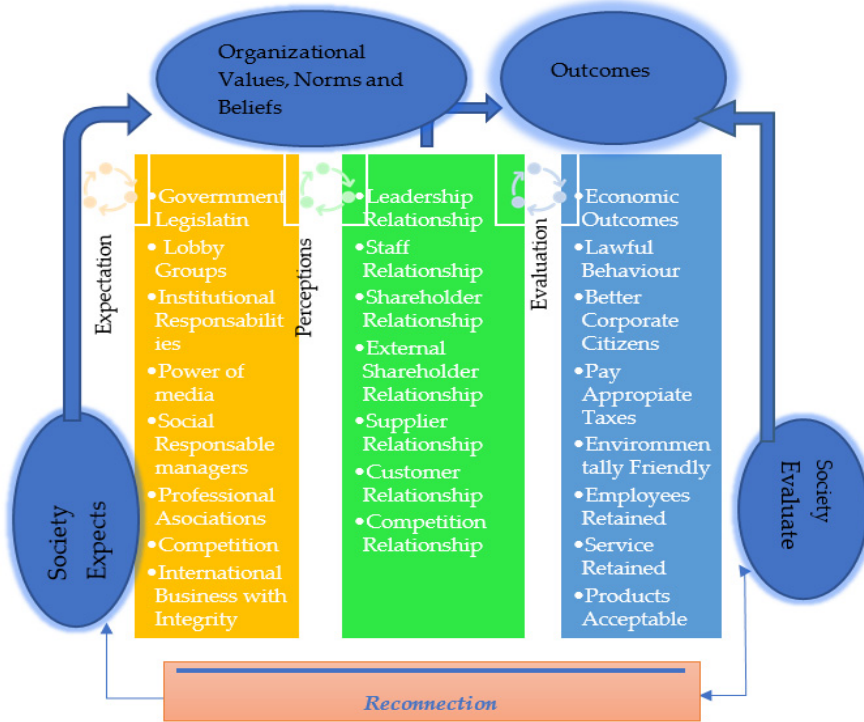 Organizational
Values, Norms and
Beliefs
Outcomes
Expectation
•Government
Legislatin
• Lobby
Groups
•Institutional
Responsabilit
ies
•Power of
media
•Social
Responsable
managers
•Professional
Asociations
•Competition
•International
Business with
Integrity
Perceptions
•Leadership
Relationship
•Staff
Relationship
•Shareholder
Relationship
•External
Shareholder
Relationship
•Supplier
Relationship
•Customer
Relationship
•Competition
Relationship
Evaluation
•Economic
Outcomes
•Lawful
Behaviour
•Better
Corporate
Citizens
•Pay
Appropiate
Taxes
•Envirommen
tally Friendly
•Employees
Retained
•Service
Retained
•Products
Acceptable
Society
Expects
Society
Evaluate
Reconnection